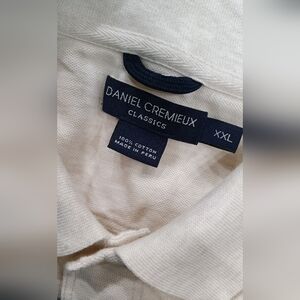 DANIEL CREMIEUX
CLASSICS
XXL
100% COTTON
MADE IN PERU